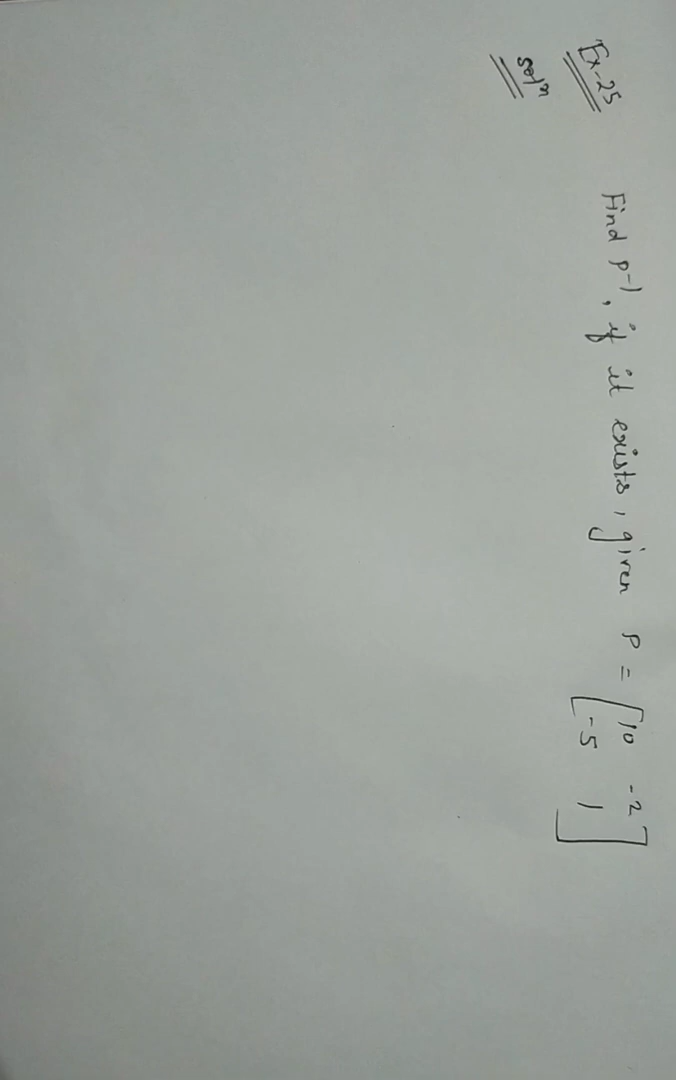 Ex-25 Find P-1, if it exists, given P = [10 -2
-5 1]
Soln